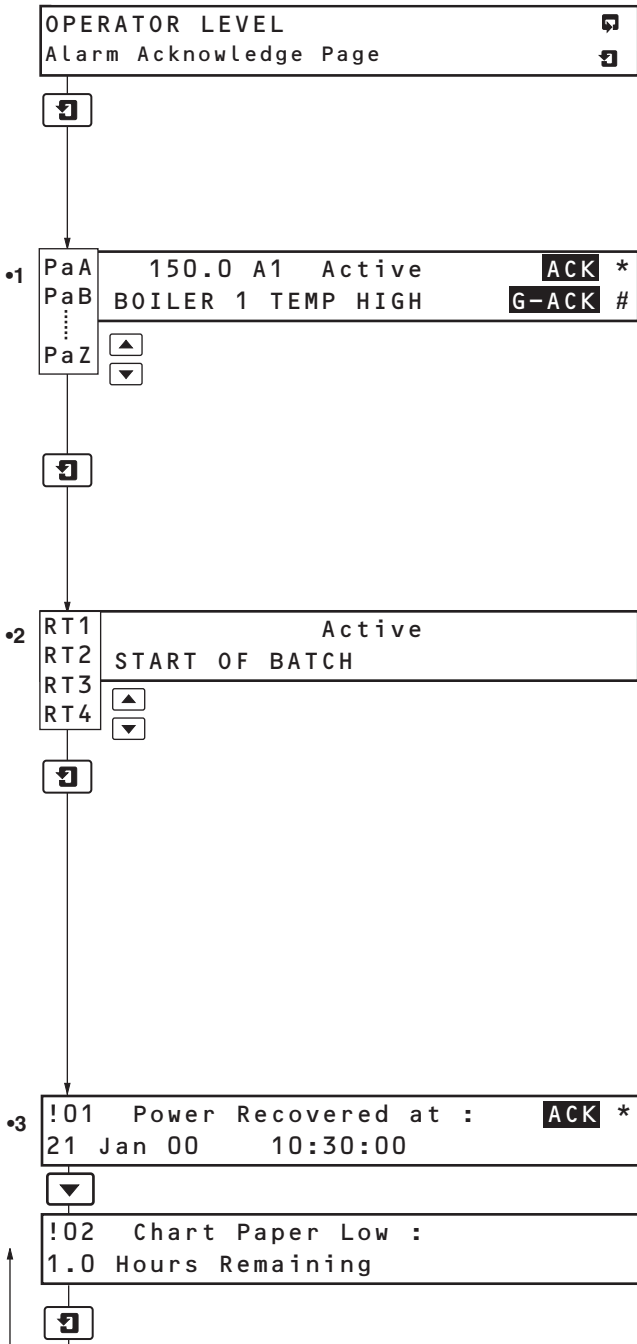 OPERATOR LEVEL
Alarm Acknowledge Page
•1
PaA 150.0 A1 Active ACK *
PaB BOILER 1 TEMP HIGH G-ACK #
PaZ
•2
RT1 Active
RT2 START OF BATCH
RT3
RT4
•3
!01 Power Recovered at : ACK *
21 Jan 00 10:30:00
!02 Chart Paper Low :
1.0 Hours Remaining